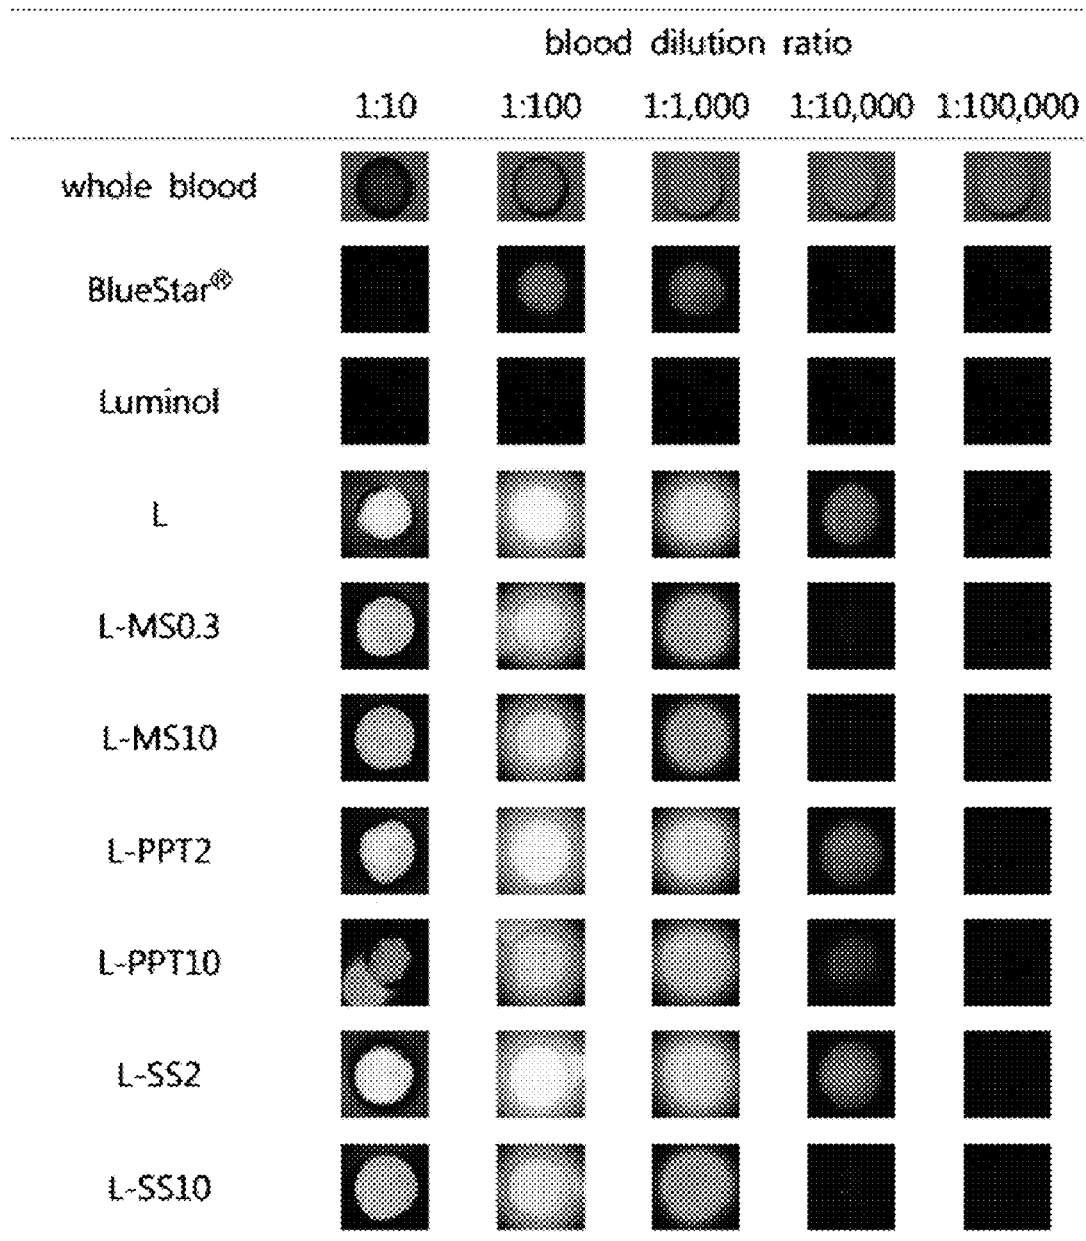 blood dilution ratio
1:10 1:100 1:1,000 1:10,000 1:100,000
whole blood
BlueStar®
Luminol
L
L-MS0.3
L-MS10
L-PPT2
L-PPT10
L-SS2
L-SS10